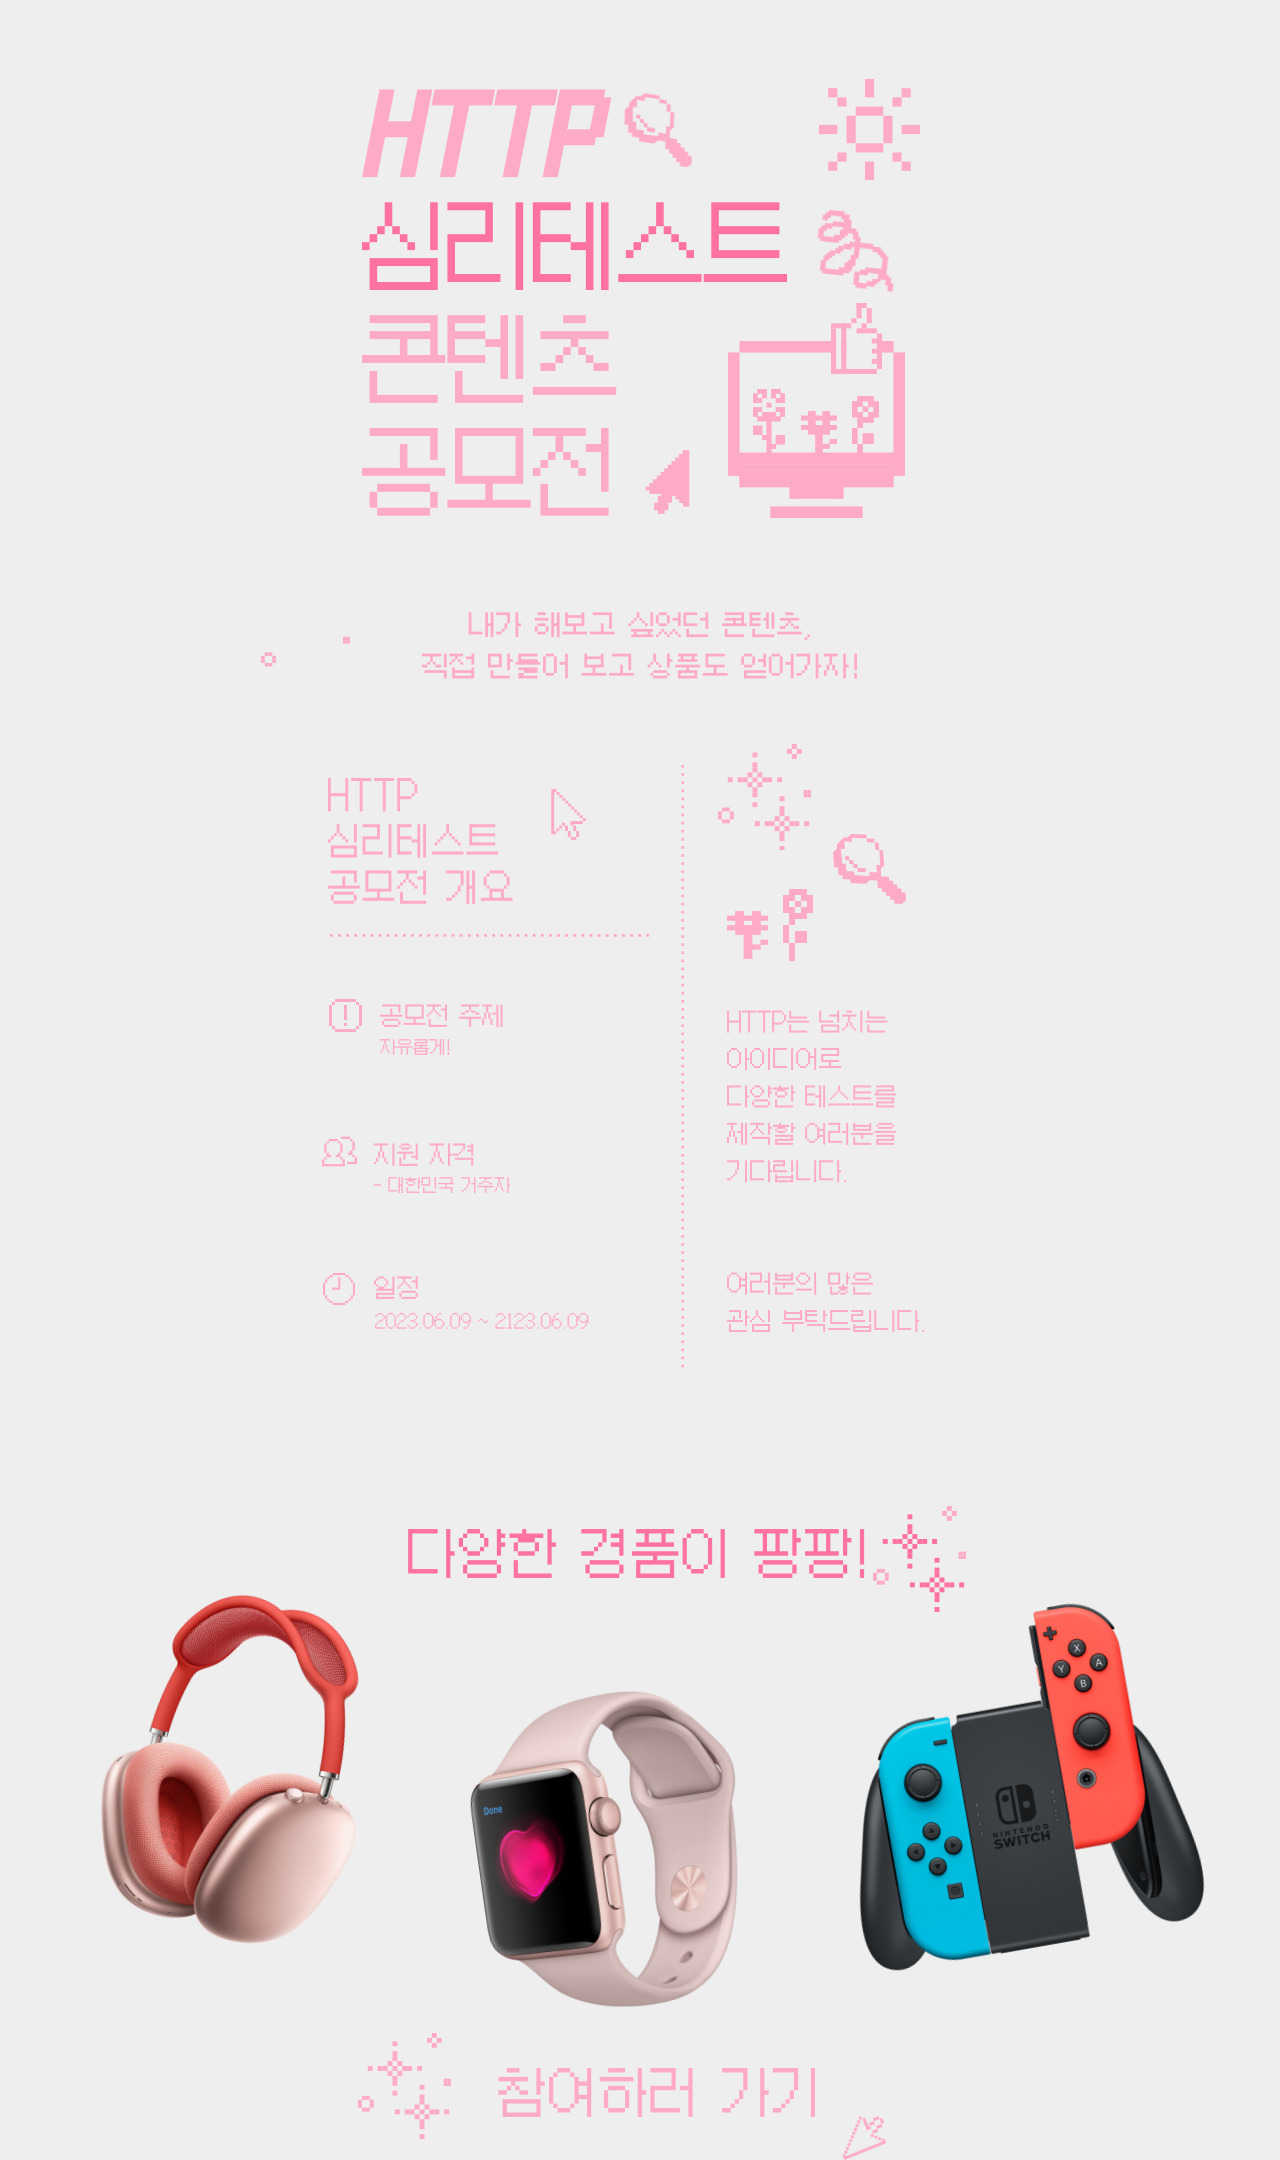 HTTP
심리테스트
콘텐츠
공모전
내가 해보고 싶었던 콘텐츠,
직접 만들어 보고 상품도 얻어가자!
HTTP
심리테스트
공모전 개요
공모전 주제
자유롭게!
지원 자격
- 대한민국 거주자
일정
2023.06.09 ~ 2123.06.09
HTTP는 넘치는
아이디어로
다양한 테스트를
제작할 여러분을
기다립니다.
여러분의 많은
관심 부탁드립니다.
다양한 경품이 팡팡!
Done
X
Y
A
B
NINTENDO
SWITCH
참여하러 가기